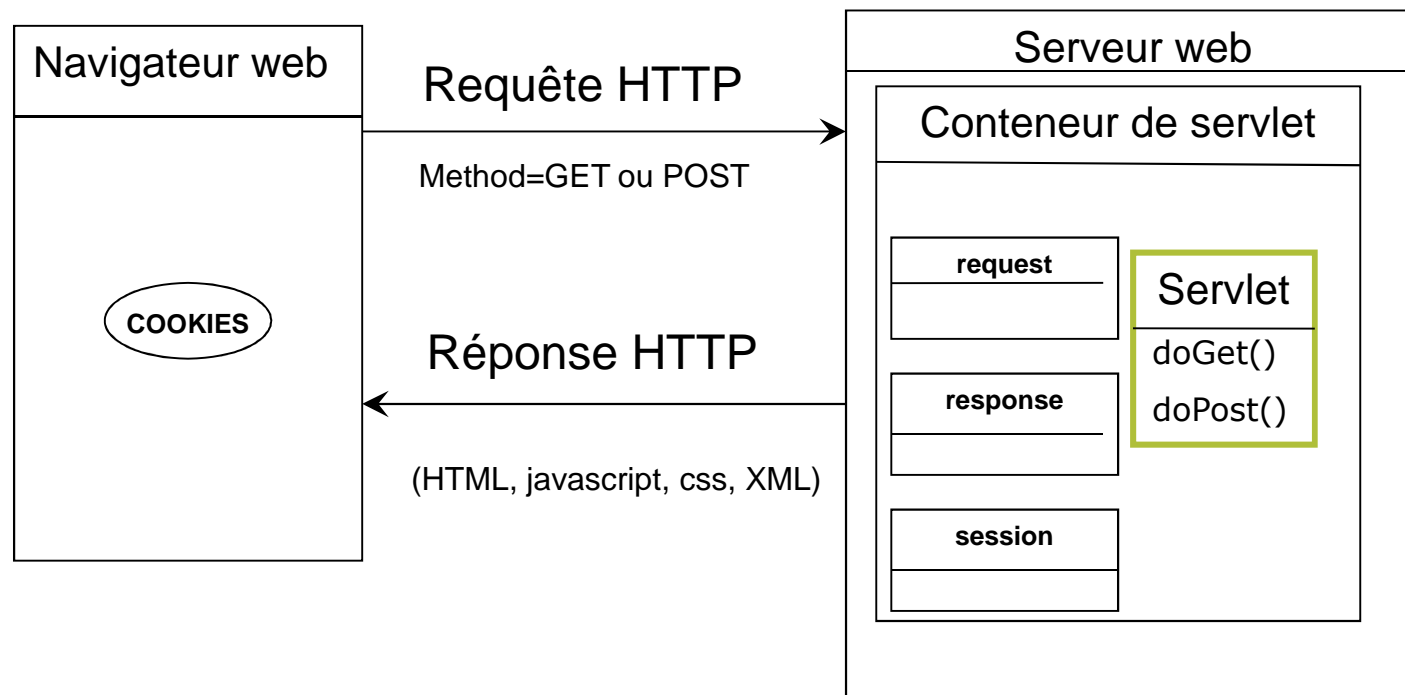 Navigateur web
COOKIES
Requête HTTP
Method=GET ou POST
Réponse HTTP
(HTML, javascript, css, XML)
Serveur web
Conteneur de servlet
request
response
session
Servlet
doGet()
doPost()